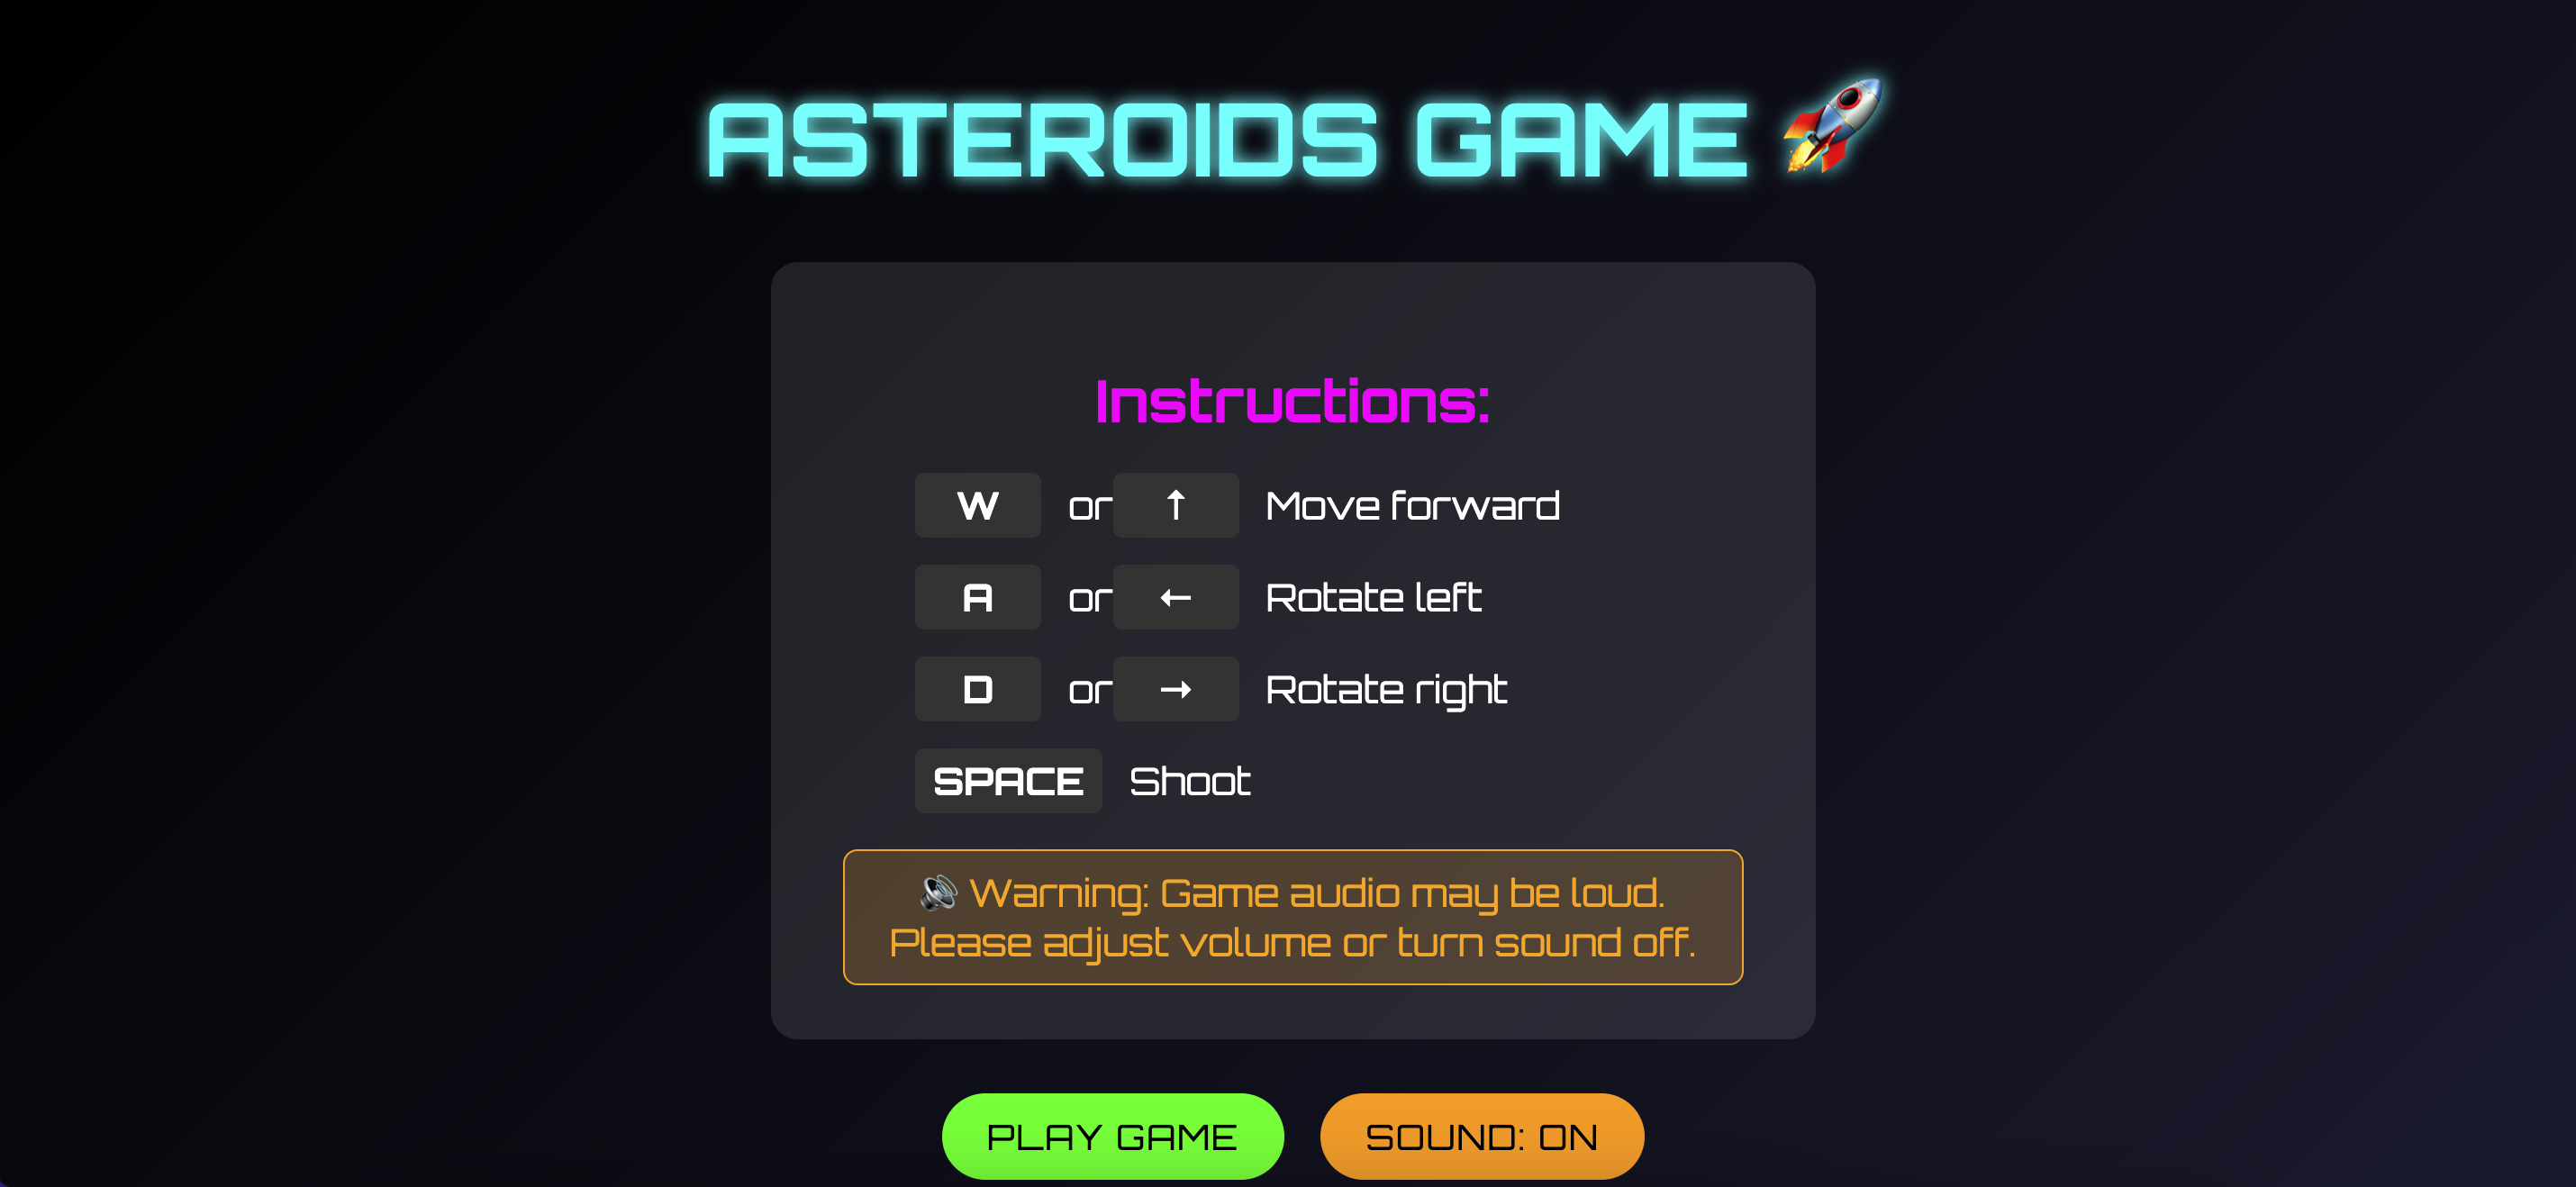 ASTEROIDS GAME 🚀
Instructions:
W or ↑ Move forward
A or ← Rotate left
D or → Rotate right
SPACE Shoot
🔊 Warning: Game audio may be loud.
Please adjust volume or turn sound off.
PLAY GAME SOUND: ON